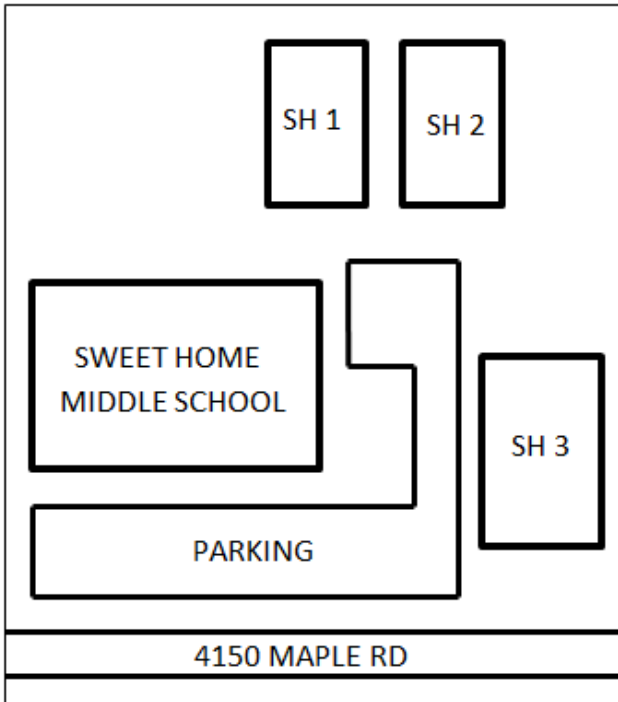 SH 1
SH 2
SWEET HOME
MIDDLE SCHOOL
SH 3
PARKING
4150 MAPLE RD